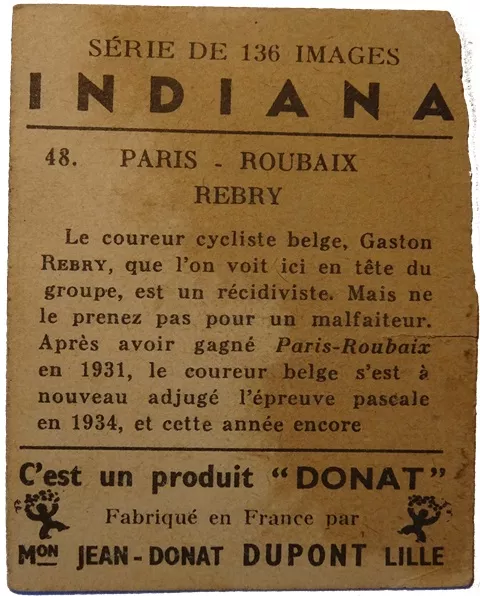 SÉRIE DE 136 IMAGES
INDIANA
48. PARIS - ROUBAIX
REBRY
Le coureur cycliste belge, Gaston
REBRY, que l'on voit ici en tête du
groupe, est un récidiviste. Mais ne
le prenez pas pour un malfaiteur.
Après avoir gagné Paris-Roubaix
en 1931, le coureur belge s'est à
nouveau adjugé l'épreuve pascale
en 1934, et cette année encore
C'est un produit "DONAT"
Fabriqué en France par
MON JEAN-DONAT DUPONT LILLE